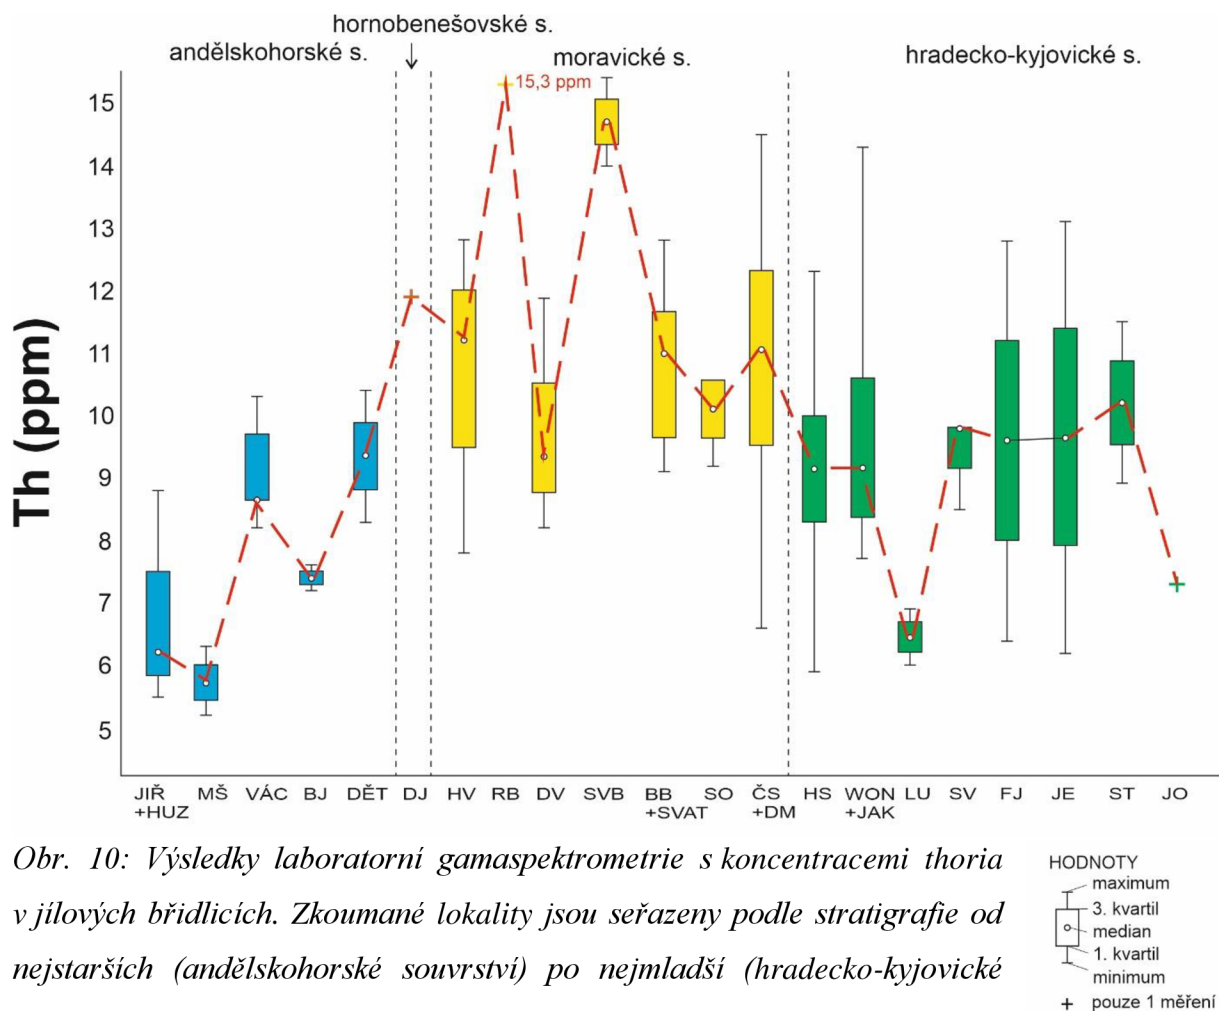 hornobenešovské s.
andělskohorské s.
moravické s.
hradecko-kyjovické s.
15,3 ppm
Th (ppm)
15
14
13
12
11
10
9
8
7
6
5
JIŘ MŠ VÁC BJ DĚT DJ HV RB DV SVB BB SO ČS HS WON LU SV FJ JE ST JO
+HUZ +SVAT +DM +JAK
Obr. 10: Výsledky laboratorní gamaspektrometrie s koncentracemi thoria
v jílových břidlicích. Zkoumané lokality jsou seřazeny podle stratigrafie od
nejstarších (andělskohorské souvrství) po nejmladší (hradecko-kyjovické
HODNOTY
maximum
3. kvartil
median
1. kvartil
minimum
+ pouze 1 měření